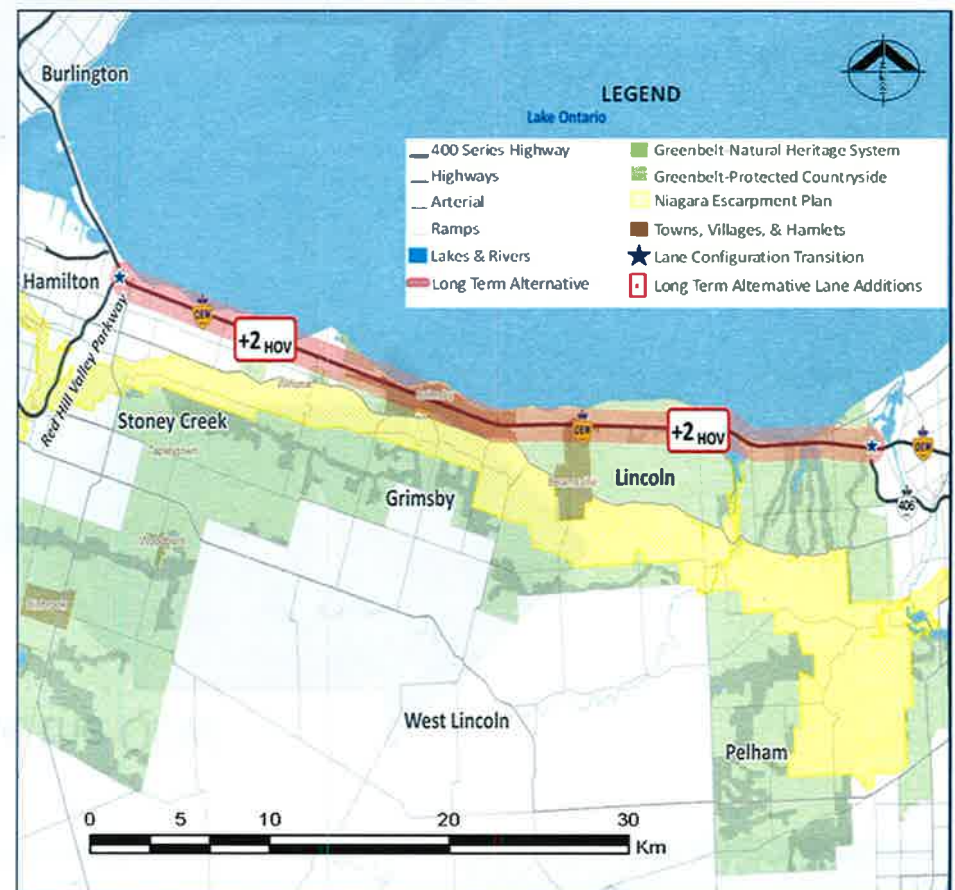 Burlington
LEGEND
Lake Ontario
400 Series Highway
Highways
Arterial
Ramps
Lakes & Rivers
Long Term Alternative
Greenbelt-Natural Heritage System
Greenbelt-Protected Countryside
Niagara Escarpment Plan
Towns, Villages, & Hamlets
Lane Configuration Transition
Long Term Alternative Lane Additions
Hamilton
QEW
+2 HOV
Red Hill Valley Parkway
Stoney Creek
Grimsby
QEW
+2 HOV
Lincoln
QEW
406
West Lincoln
Pelham
0 5 10 20 30
Km